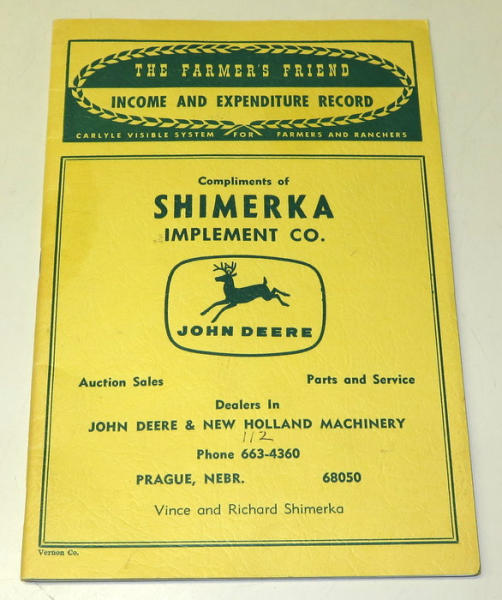 THE FARMER'S FRIEND
INCOME AND EXPENDITURE RECORD
CARLYLE VISIBLE SYSTEM FOR FARMERS AND RANCHERS
Compliments of
SHIMERKA
IMPLEMENT CO.
JOHN DEERE
Auction Sales Parts and Service
Dealers In
JOHN DEERE & NEW HOLLAND MACHINERY
112
Phone 663-4360
PRAGUE, NEBR. 68050
Vince and Richard Shimerka
Vernon Co.